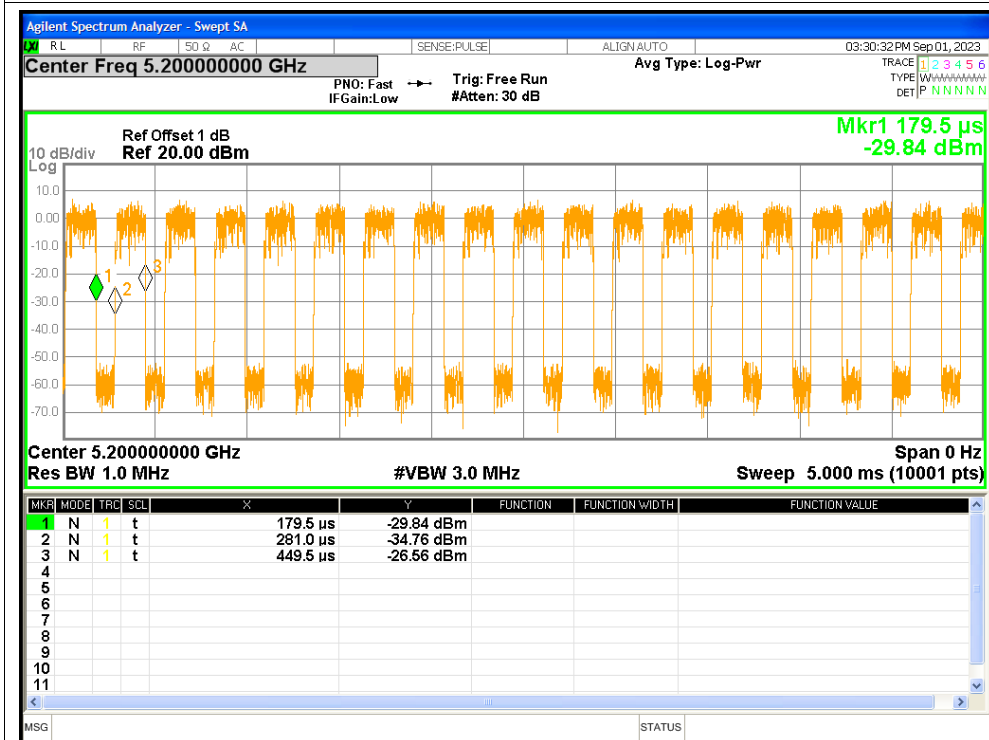 Agilent Spectrum Analyzer - Swept SA
LXI RL RF 50 Ω AC SENSE:PULSE ALIGN AUTO 03:30:32 PM Sep 01, 2023
Center Freq 5.200000000 GHz
PNO: Fast
IFGain:Low
Trig: Free Run
#Atten: 30 dB
Avg Type: Log-Pwr
TRACE 1 2 3 4 5 6
TYPE W
DET P N N N N N
Mkr1 179.5 µs
-29.84 dBm
Ref Offset 1 dB
10 dB/div Ref 20.00 dBm
Log
10.0
0.00
-10.0
-20.0
-30.0
-40.0
-50.0
-60.0
-70.0
1
2
3
Center 5.200000000 GHz Span 0 Hz
Res BW 1.0 MHz #VBW 3.0 MHz Sweep 5.000 ms (10001 pts)
MKR MODE TRC SCL X Y FUNCTION FUNCTION WIDTH FUNCTION VALUE
1 N 1 t 179.5 µs -29.84 dBm
2 N 1 t 281.0 µs -34.76 dBm
3 N 1 t 449.5 µs -26.56 dBm
4
5
6
7
8
9
10
11
MSG STATUS